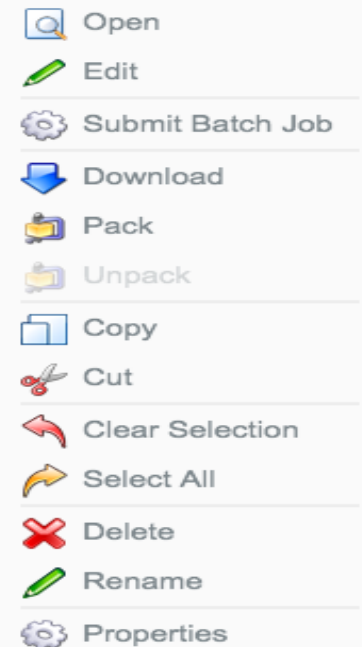 Open
Edit
Submit Batch Job
Download
Pack
Unpack
Copy
Cut
Clear Selection
Select All
Delete
Rename
Properties